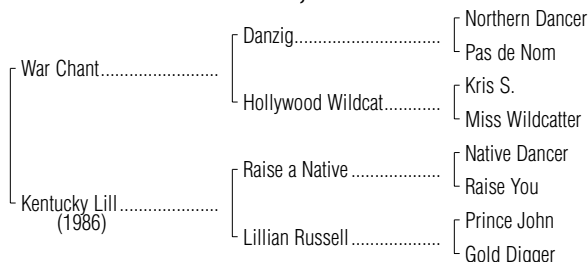 Northern Dancer
Danzig................................
Pas de Nom
War Chant..........................
Kris S.
Hollywood Wildcat............
Miss Wildcatter
Native Dancer
Raise a Native ...................
Raise You
Kentucky Lill......................
(1986)
Prince John
Lillian Russell....................
Gold Digger